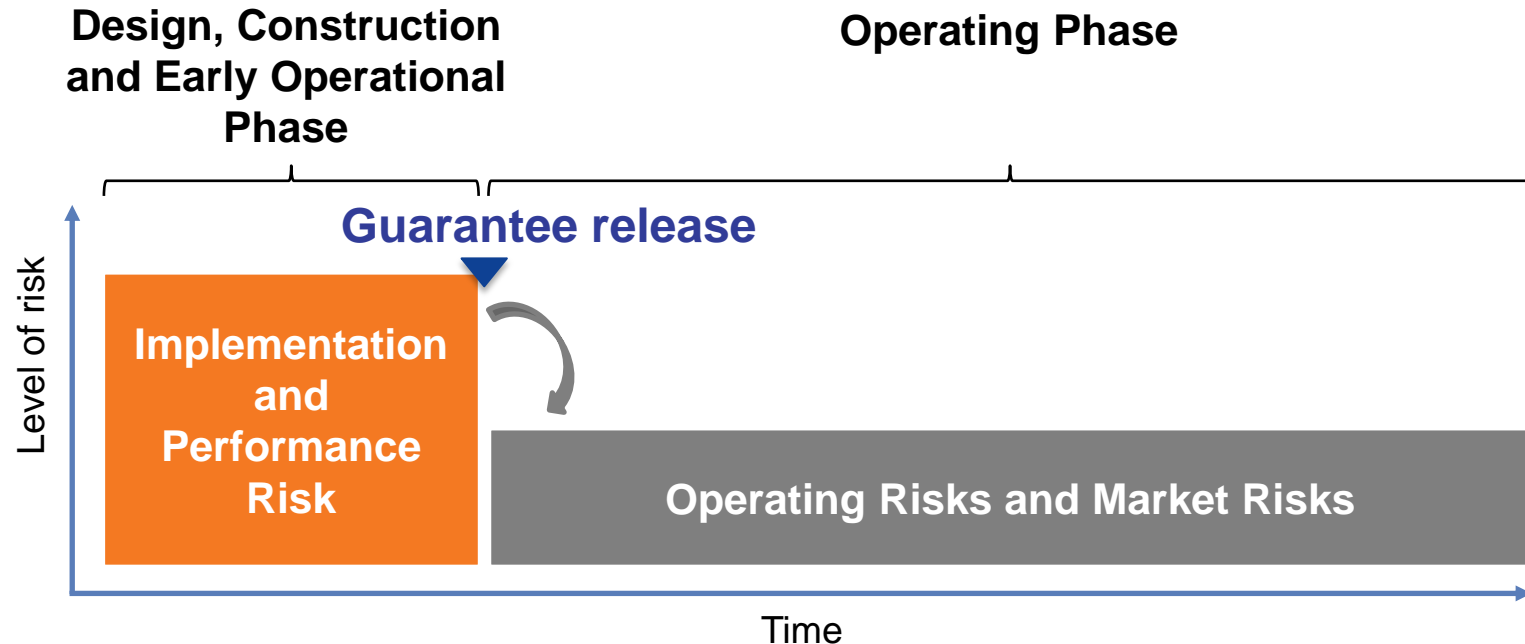 Design, Construction
and Early Operational
Phase
Operating Phase
Guarantee release
Level of risk
Implementation
and
Performance
Risk
Operating Risks and Market Risks
Time